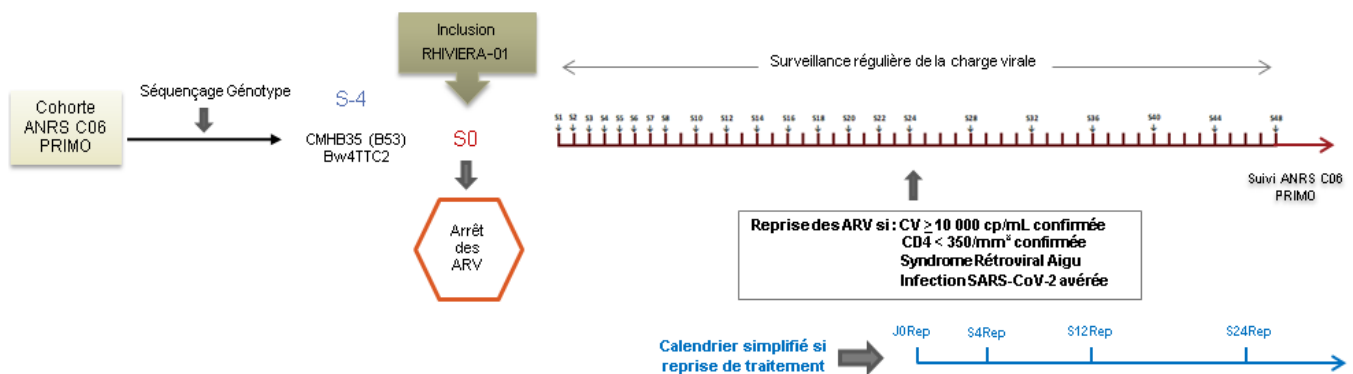 Inclusion
RHIVIERA-01
Surveillance régulière de la charge virale
Cohorte
ANRS C06
PRIMO
Séquençage Génotype
S-4
CMHB35 (B53)
Bw4TTC2
S0
S1 S2 S3 S4 S5 S6 S7 S8 S10 S12 S14 S16 S18 S20 S22 S24 S28 S32 S36 S40 S44 S48
Suivi ANRS C06
PRIMO
Arrêt
des
ARV
Reprise des ARV si : CV ≥ 10 000 cp/mL confirmée
CD4 < 350/mm³ confirmée
Syndrome Rétroviral Aigu
Infection SARS-CoV-2 avérée
Calendrier simplifié si
reprise de traitement
J0Rep S4Rep S12Rep S24Rep